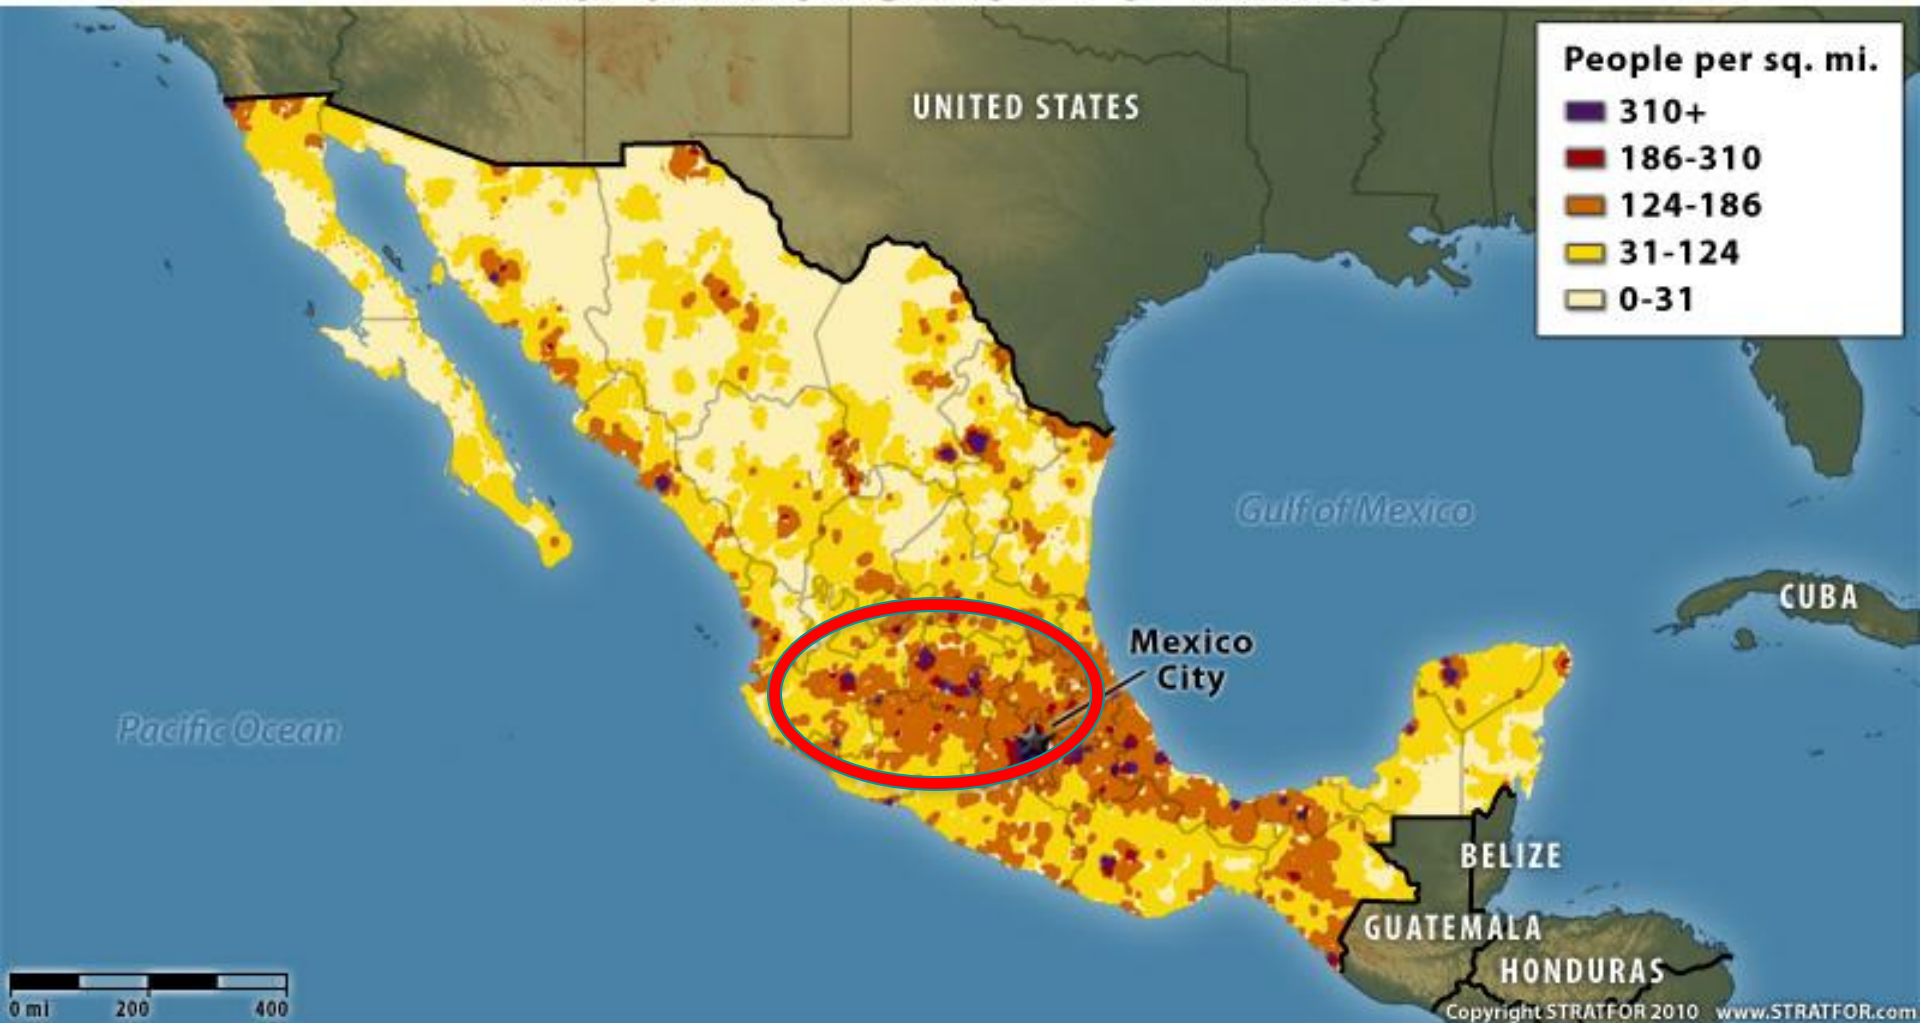 People per sq. mi.
310+
186-310
124-186
31-124
0-31
UNITED STATES
Gulf of Mexico
CUBA
Mexico
City
Pacific Ocean
BELIZE
GUATEMALA
HONDURAS
0 mi 200 400
Copyright STRATFOR 2010 www.STRATFOR.com